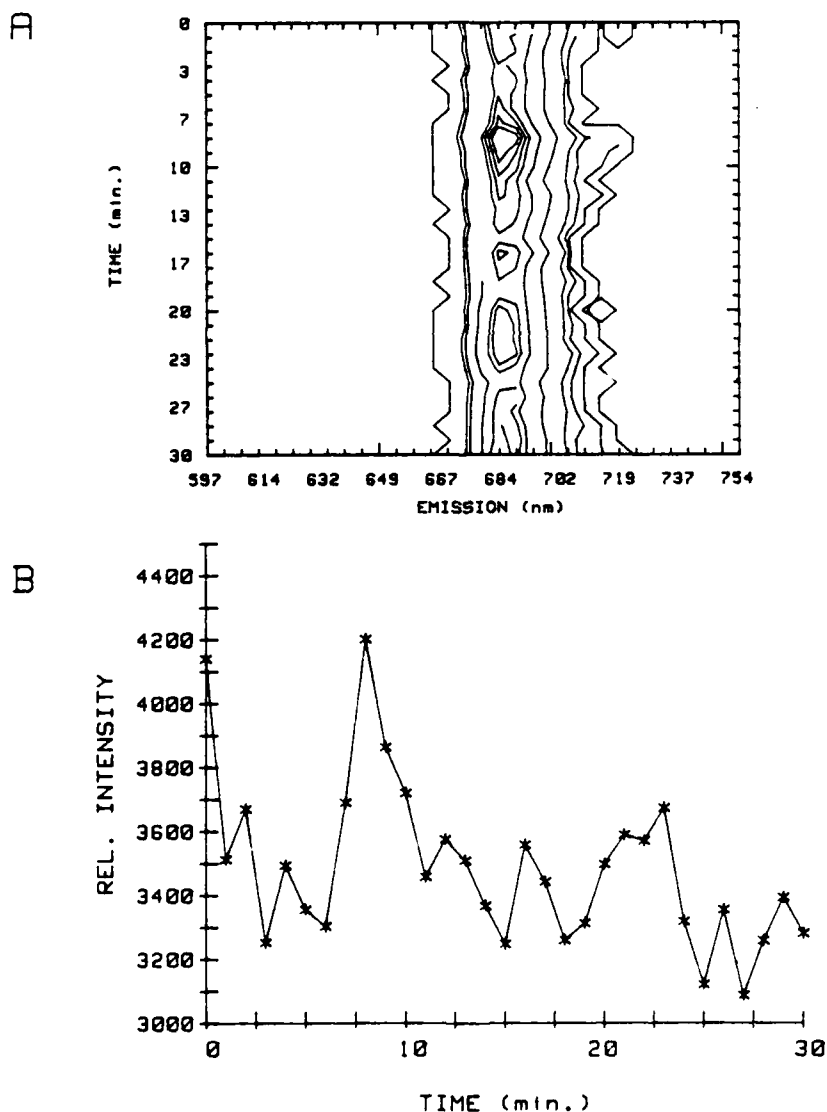 A
0
3
7
10
13
17
20
23
27
30
TIME (min.)
597 614 632 649 667 684 702 719 737 754
EMISSION (nm)
B
4400
4200
4000
3800
3600
3400
3200
3000
REL. INTENSITY
0 10 20 30
TIME (min.)